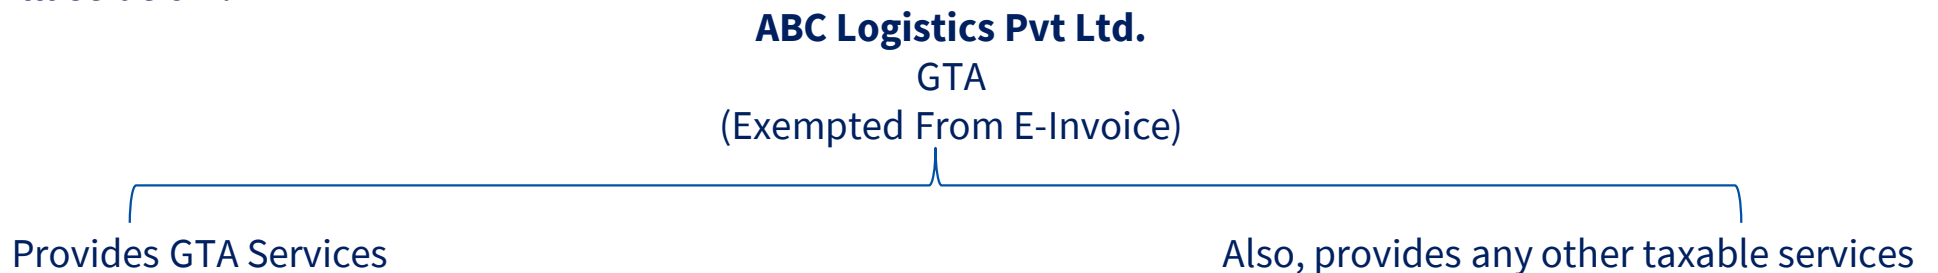 ABC Logistics Pvt Ltd.
GTA
(Exempted From E-Invoice)
Provides GTA Services
Also, provides any other taxable services